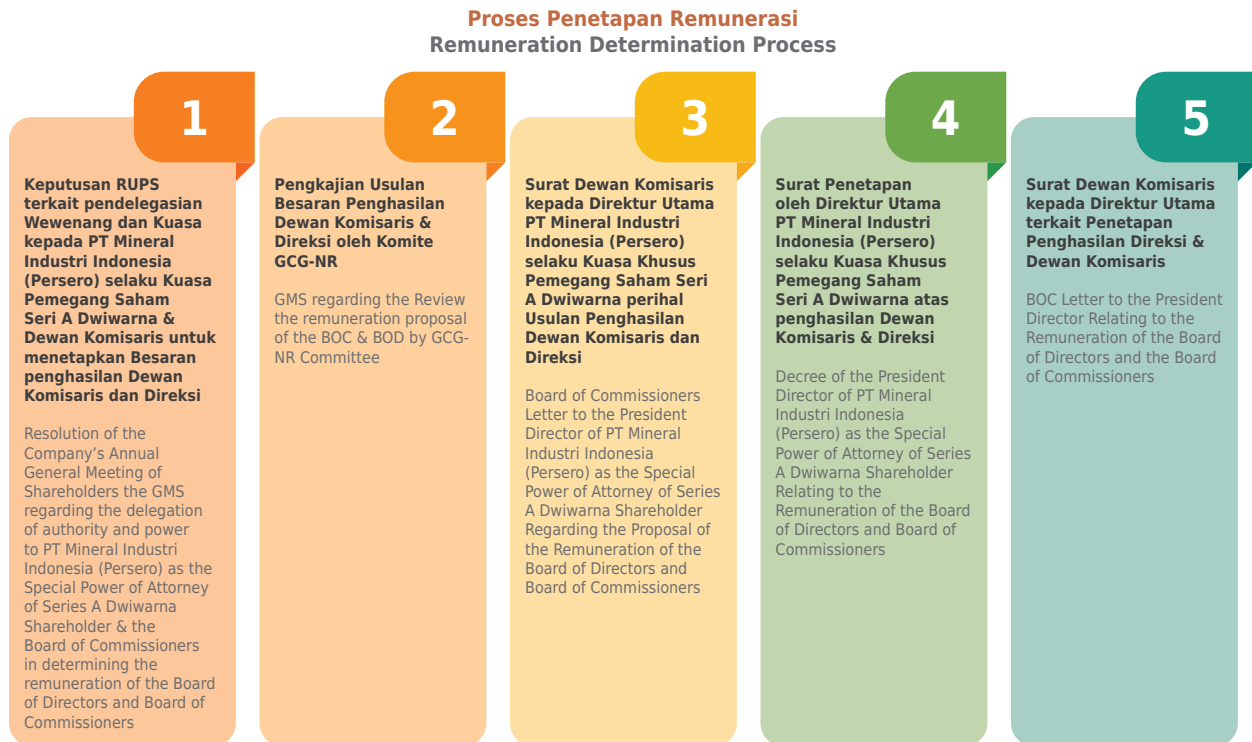 Proses Penetapan Remunerasi
Remuneration Determination Process
1
Keputusan RUPS
terkait pendelegasian
Wewenang dan Kuasa
kepada PT Mineral
Industri Indonesia
(Persero) selaku Kuasa
Pemegang Saham
Seri A Dwiwarna &
Dewan Komisaris untuk
menetapkan Besaran
penghasilan Dewan
Komisaris dan Direksi
Resolution of the
Company’s Annual
General Meeting of
Shareholders the GMS
regarding the delegation
of authority and power
to PT Mineral Industri
Indonesia (Persero) as the
Special Power of Attorney
of Series A Dwiwarna
Shareholder & the
Board of Commissioners
in determining the
remuneration of the Board
of Directors and Board of
Commissioners
2
Pengkajian Usulan
Besaran Penghasilan
Dewan Komisaris &
Direksi oleh Komite
GCG-NR
GMS regarding the Review
the remuneration proposal
of the BOC & BOD by GCG-
NR Committee
3
Surat Dewan Komisaris
kepada Direktur Utama
PT Mineral Industri
Indonesia (Persero)
selaku Kuasa Khusus
Pemegang Saham Seri
A Dwiwarna perihal
Usulan Penghasilan
Dewan Komisaris dan
Direksi
Board of Commissioners
Letter to the President
Director of PT Mineral
Industri Indonesia
(Persero) as the Special
Power of Attorney of Series
A Dwiwarna Shareholder
Regarding the Proposal of
the Remuneration of the
Board of Directors and
Board of Commissioners
4
Surat Penetapan
oleh Direktur Utama
PT Mineral Industri
Indonesia (Persero)
selaku Kuasa Khusus
Pemegang Saham
Seri A Dwiwarna atas
penghasilan Dewan
Komisaris & Direksi
Decree of the President
Director of PT Mineral
Industri Indonesia
(Persero) as the Special
Power of Attorney of Series
A Dwiwarna Shareholder
Relating to the
Remuneration of the Board
of Directors and Board of
Commissioners
5
Surat Dewan Komisaris
kepada Direktur Utama
terkait Penetapan
Penghasilan Direksi &
Dewan Komisaris
BOC Letter to the President
Director Relating to the
Remuneration of the Board
of Directors and the Board
of Commissioners